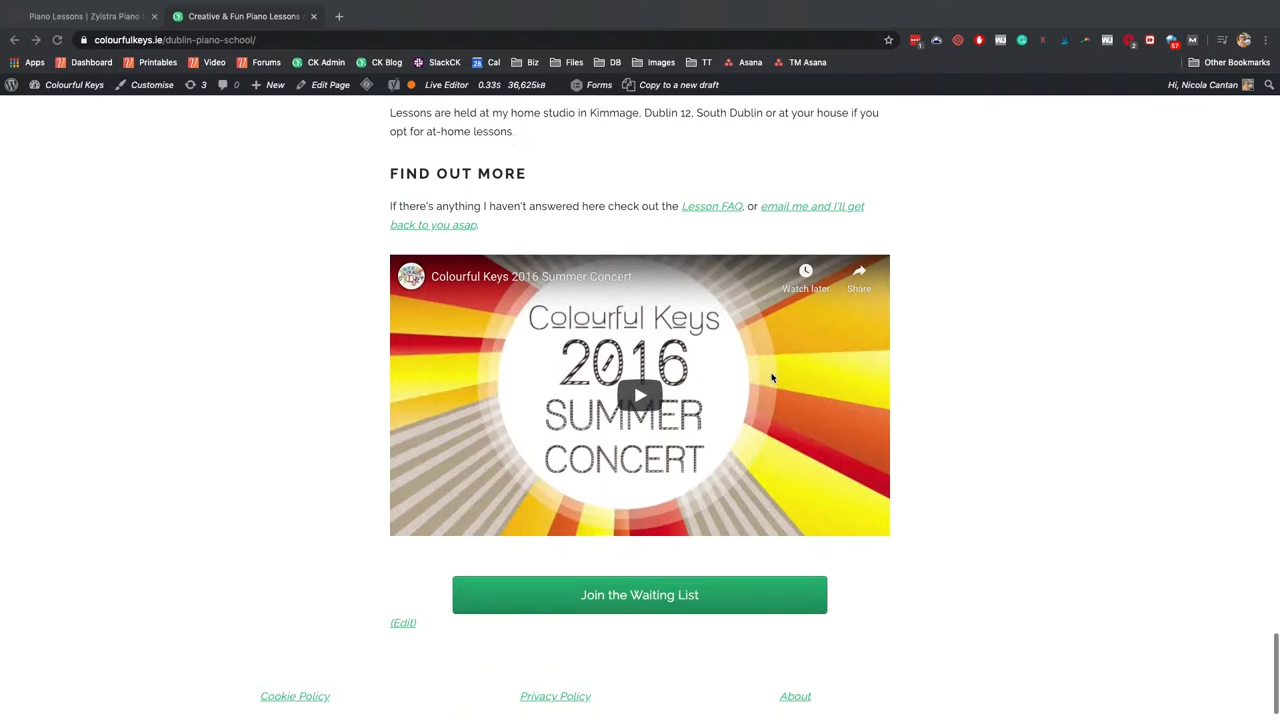 Piano Lessons | Zylstra Piano
Creative & Fun Piano Lessons
colourfulkeys.ie/dublin-piano-school/
1
2
57
Apps
Dashboard
Printables
Video
Forums
CK Admin
CK Blog
SlackCK
28
Cal
Biz
Files
DB
Images
TT
Asana
TM Asana
Other Bookmarks
Colourful Keys
Customise
3
0
New
Edit Page
Live Editor
0.33s
36,625kB
Forms
Copy to a new draft
Hi, Nicola Cantan
Lessons are held at my home studio in Kimmage, Dublin 12, South Dublin or at your house if you
opt for at-home lessons.
FIND OUT MORE
If there's anything I haven't answered here check out the Lesson FAQ, or email me and I'll get
back to you asap.
Colourful Keys 2016 Summer Concert
Watch later
Share
Colourful Keys
2016
SUMMER
CONCERT
Join the Waiting List
(Edit)
Cookie Policy
Privacy Policy
About